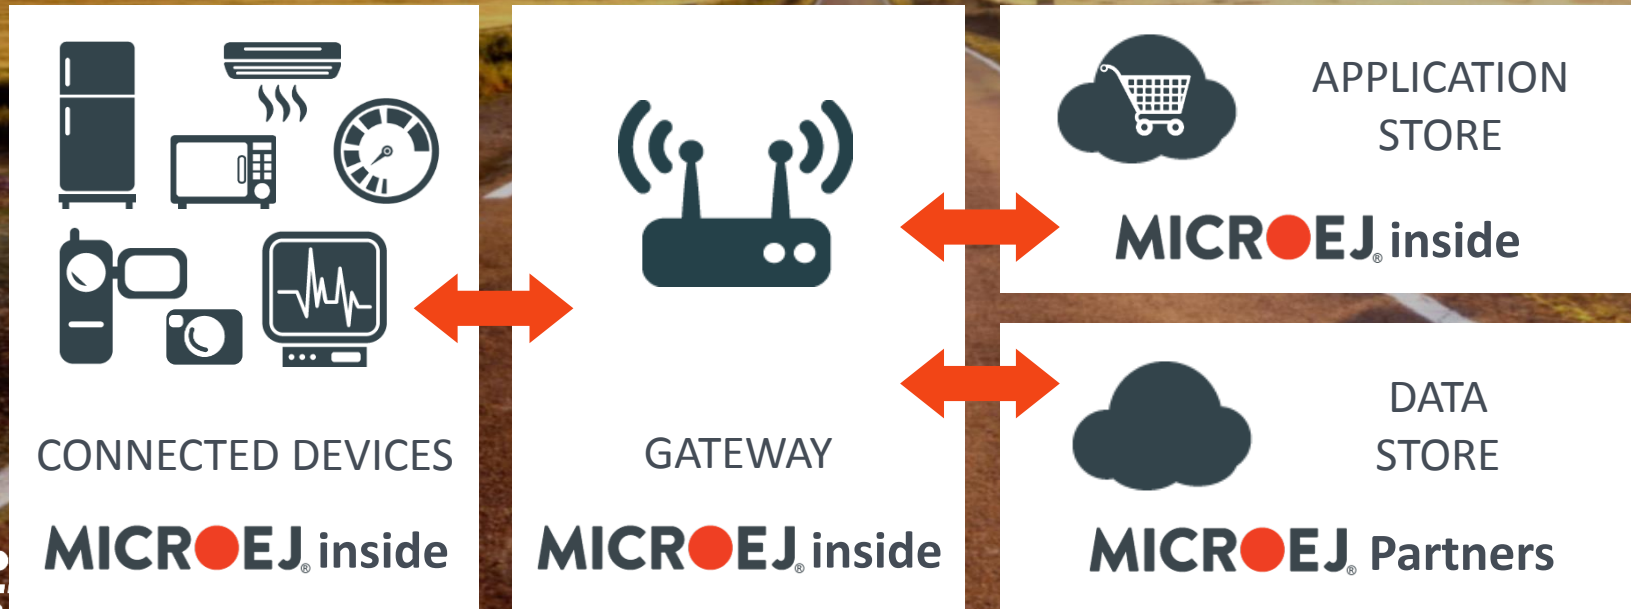 CONNECTED DEVICES
MICROEJ® inside
GATEWAY
MICROEJ® inside
APPLICATION
STORE
MICROEJ® inside
DATA
STORE
MICROEJ® Partners